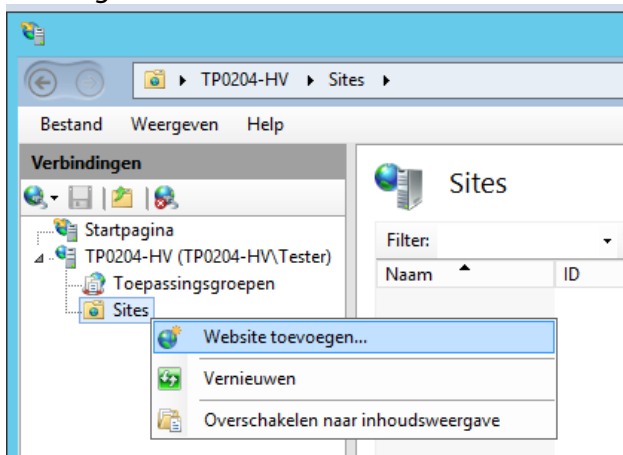 TP0204-HV
Sites
Bestand Weergeven Help
Verbindingen
Startpagina
TP0204-HV (TP0204-HV\Tester)
Toepassingsgroepen
Sites
Website toevoegen...
Vernieuwen
Overschakelen naar inhoudsweergave
Sites
Filter:
Naam ID